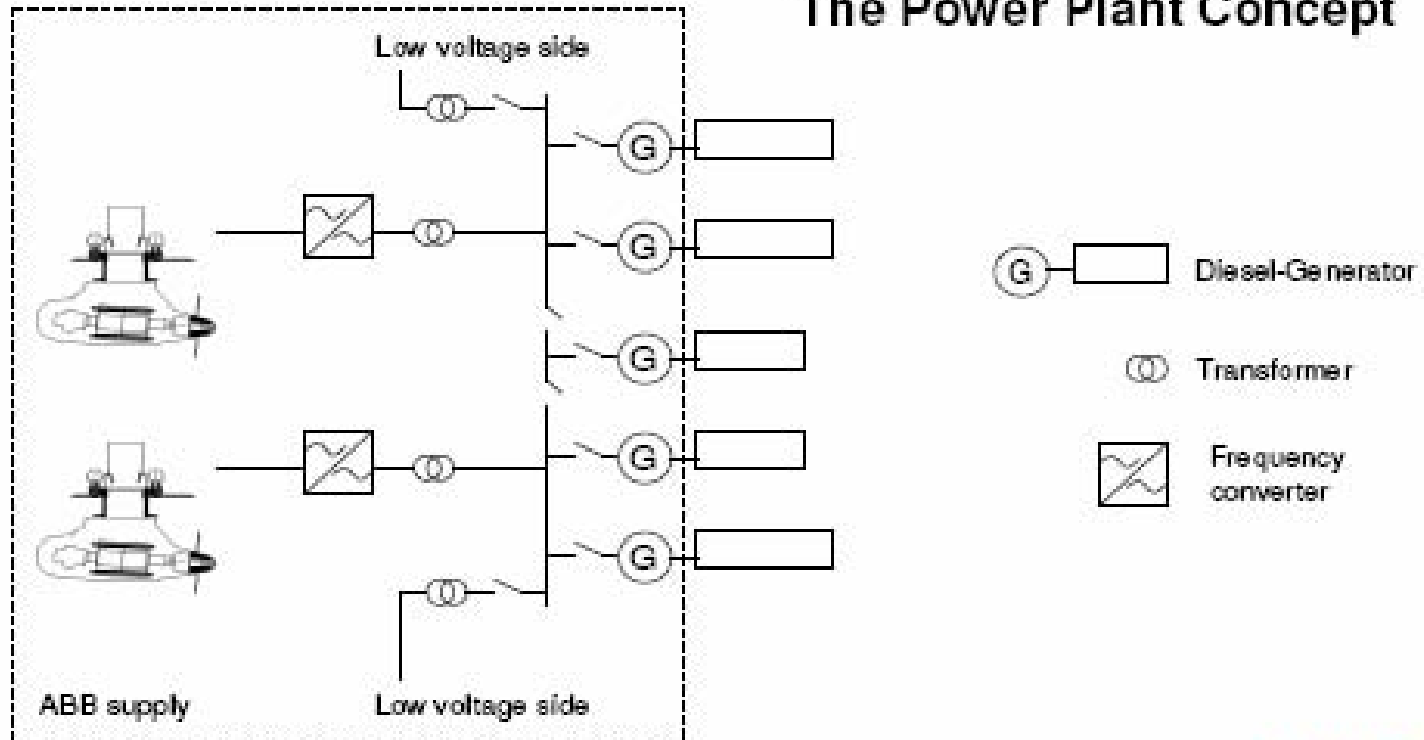 The Power Plant Concept
Low voltage side
G
G
G
Diesel-Generator
G
Transformer
G
Frequency
converter
G
ABB supply
Low voltage side